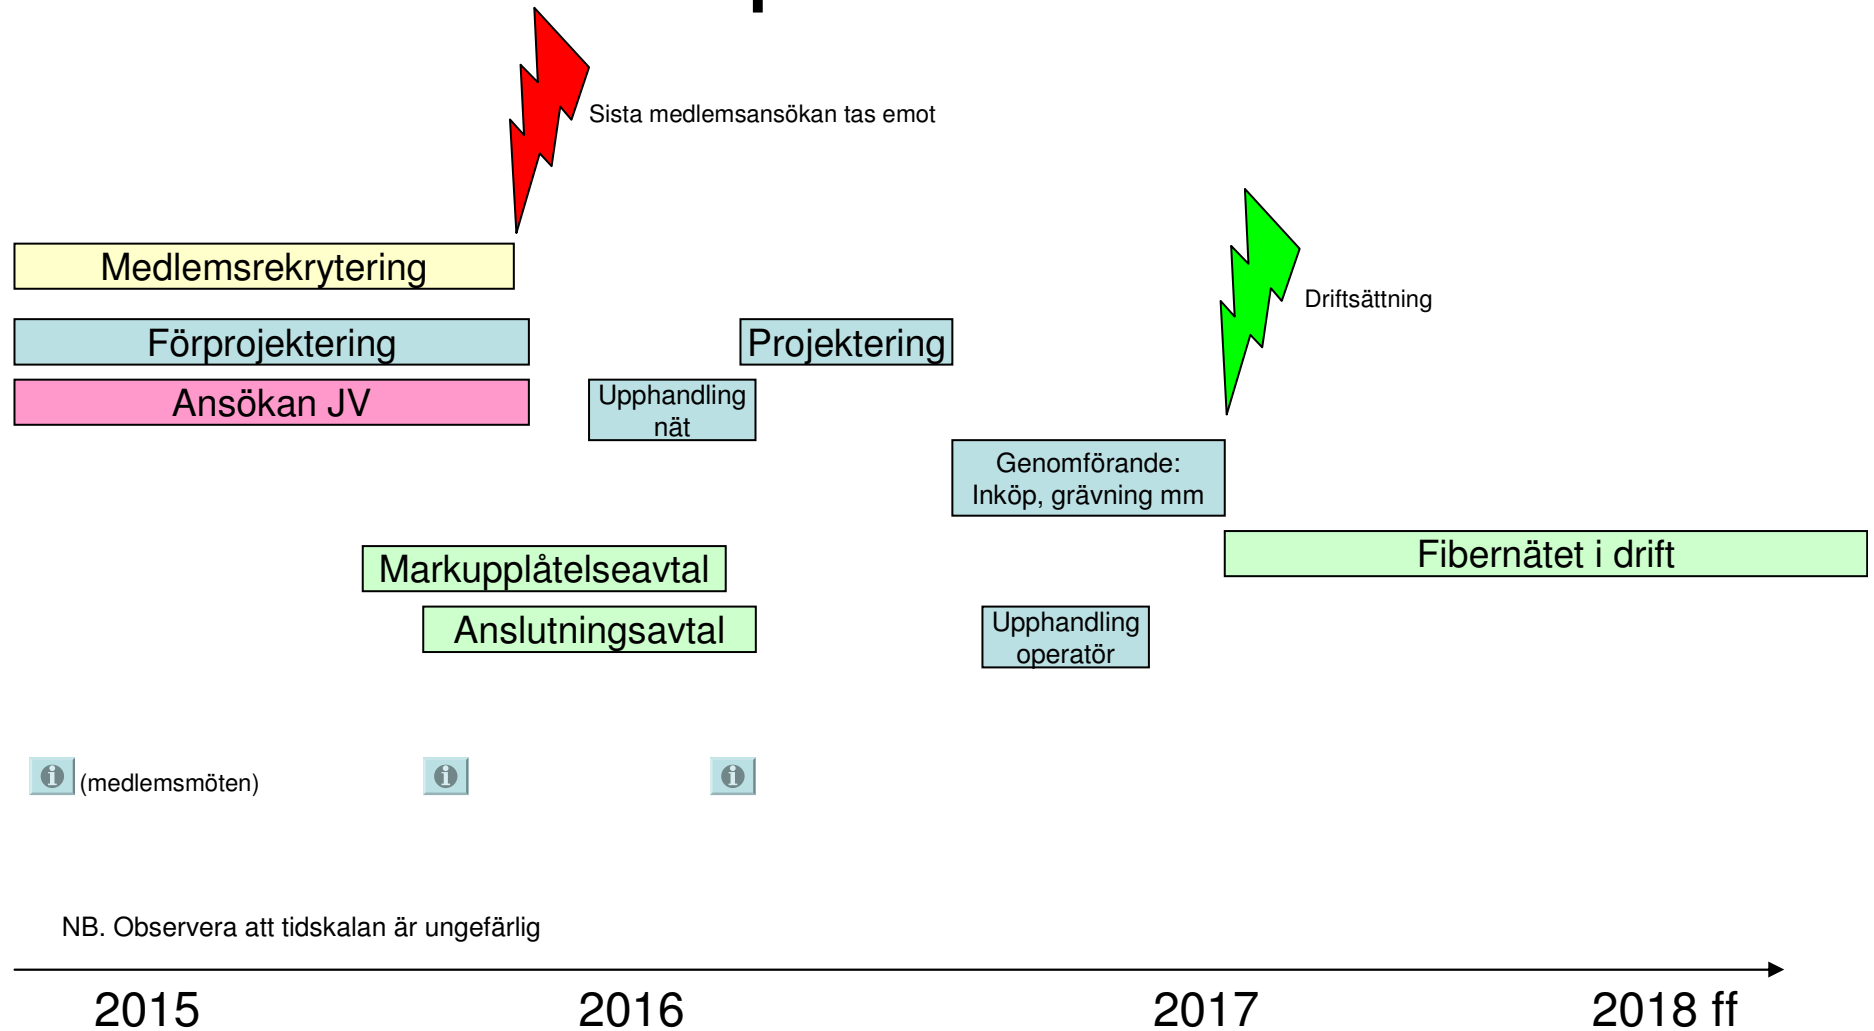 Sista medlemsansökan tas emot
Medlemsrekrytering
Driftsättning
Förprojektering
Projektering
Ansökan JV
Upphandling
nät
Genomförande:
Inköp, grävning mm
Fibernätet i drift
Markupplåtelseavtal
Anslutningsavtal
Upphandling
operatör
(medlemsmöten)
NB. Observera att tidskalan är ungefärlig
2015 2016 2017 2018 ff